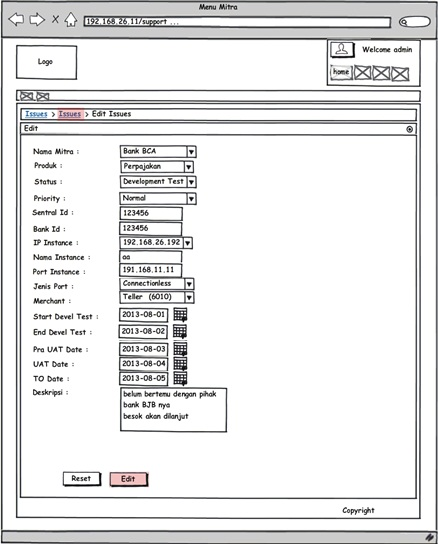 Menu Mitra
192.168.26.11/support ...
Logo
Welcome admin
home
Issues > Issues > Edit Issues
Edit
Nama Mitra : Bank BCA
Produk : Perpajakan
Status : Development Test
Priority : Normal
Sentral Id : 123456
Bank Id : 123456
IP Instance : 192.168.26.192
Nama Instance : aa
Port Instance : 191.168.11.11
Jenis Port : Connectionless
Merchant : Teller (6010)
Start Devel Test : 2013-08-01
End Devel Test : 2013-08-02
Pra UAT Date : 2013-08-03
UAT Date : 2013-08-04
TO Date : 2013-08-05
Deskripsi : belum bertemu dengan pihak
bank BJB nya
besok akan dilanjut
Reset Edit
Copyright